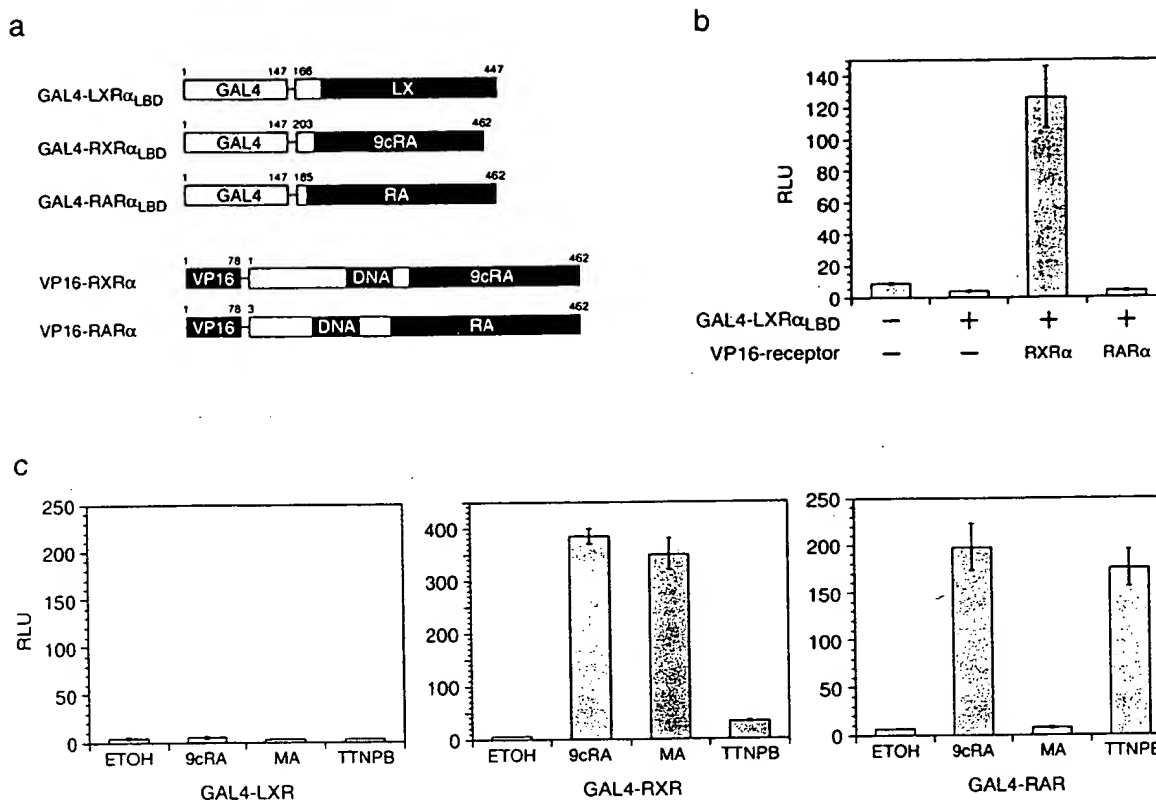 a
1 147 166 447
GAL4-LXRαLBD GAL4 LX
1 147 203 462
GAL4-RXRαLBD GAL4 9cRA
1 147 185 462
GAL4-RARαLBD GAL4 RA
1 78 1 462
VP16-RXRα VP16 DNA 9cRA
1 78 3 462
VP16-RARα VP16 DNA RA
b
RLU
140
120
100
80
60
40
20
0
GAL4-LXRαLBD − + + +
VP16-receptor − − RXRα RARα
c
RLU
250
200
150
100
50
0
ETOH 9cRA MA TTNPB
GAL4-LXR
400
300
200
100
0
ETOH 9cRA MA TTNPB
GAL4-RXR
250
200
150
100
50
0
ETOH 9cRA MA TTNPB
GAL4-RAR